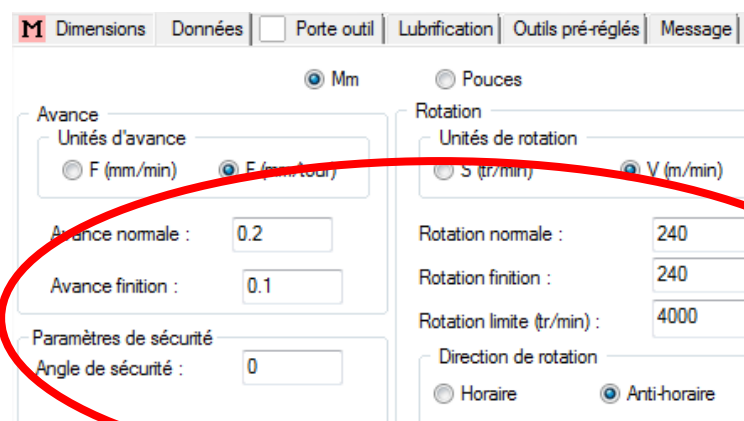 M Dimensions Données Porte outil Lubrification Outils pré-réglés Message
Mm Pouces
Avance
Unités d'avance
F (mm/min) F (mm/tour)
Avance normale : 0.2
Avance finition : 0.1
Paramètres de sécurité
Angle de sécurité : 0
Rotation
Unités de rotation
S (tr/min) V (m/min)
Rotation normale : 240
Rotation finition : 240
Rotation limite (tr/min) : 4000
Direction de rotation
Horaire Anti-horaire